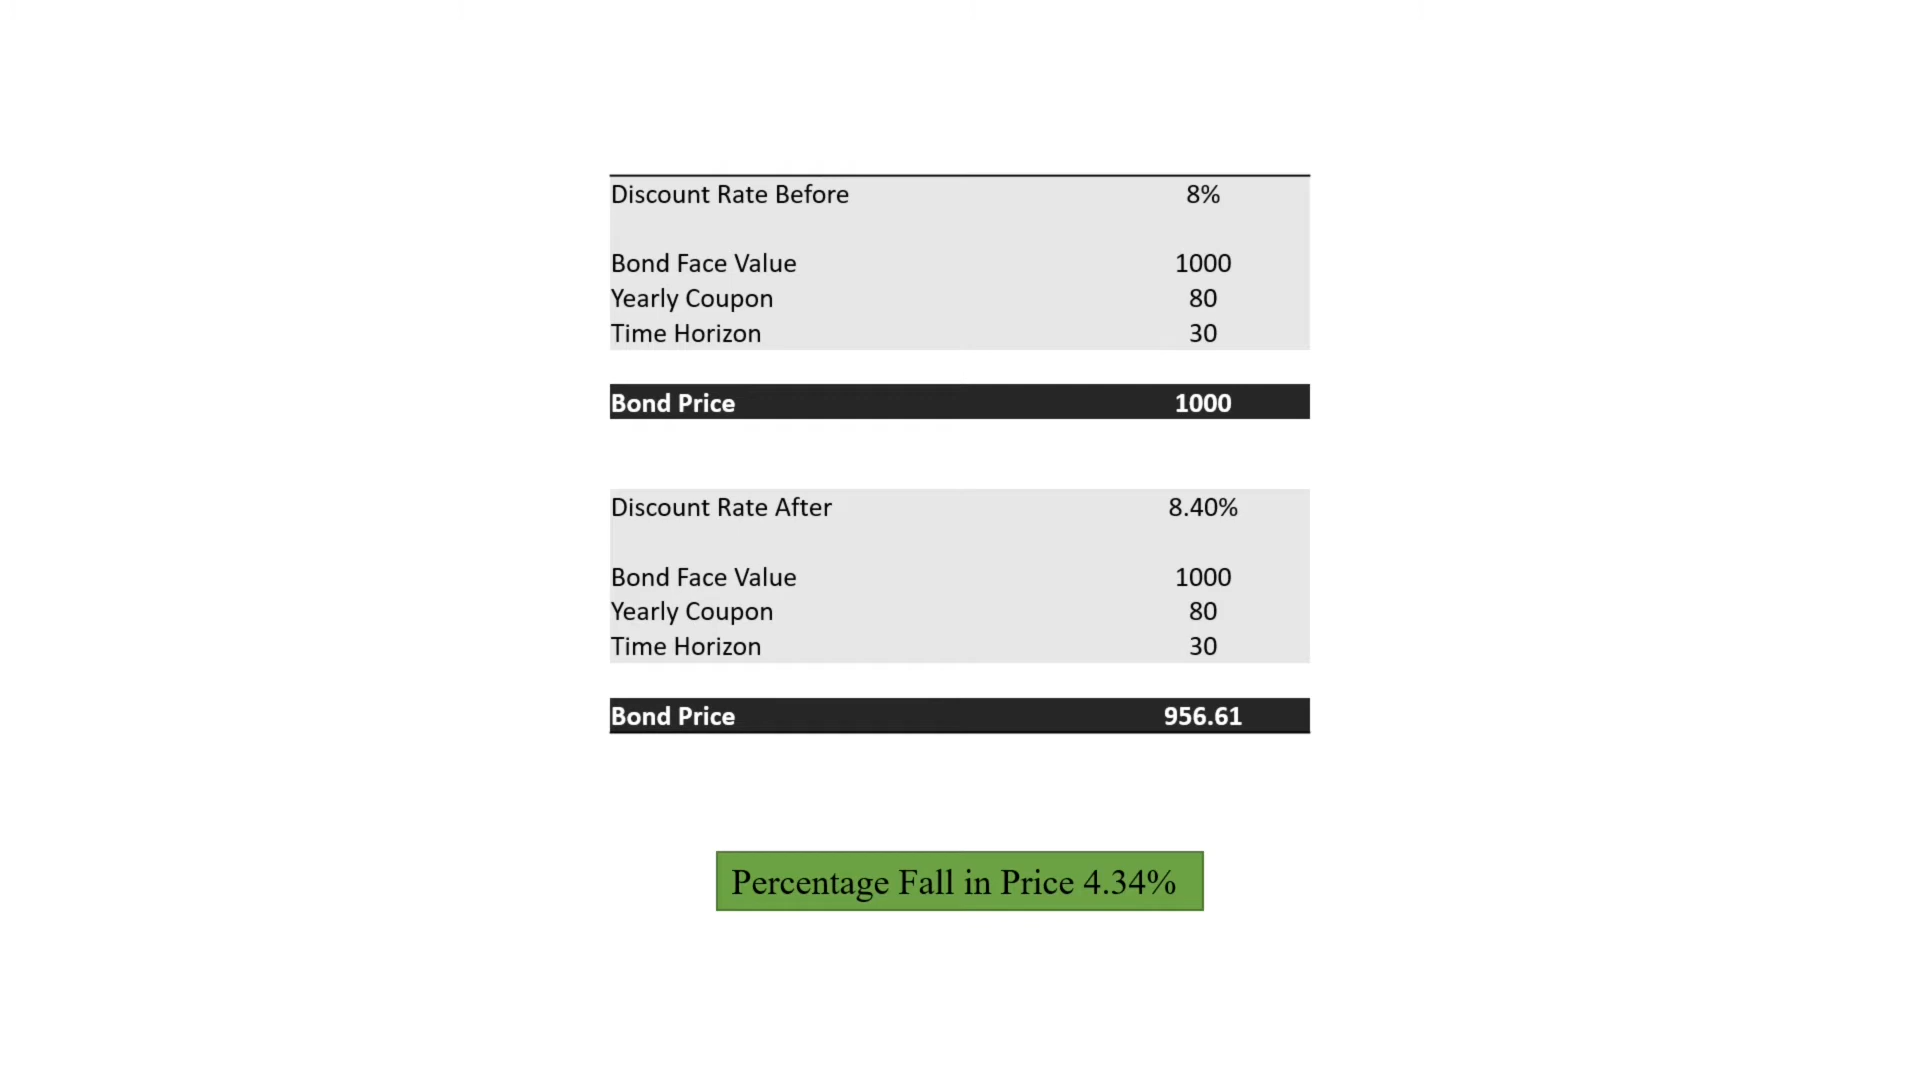 Discount Rate Before 8%
Bond Face Value 1000
Yearly Coupon 80
Time Horizon 30
Bond Price 1000
Discount Rate After 8.40%
Bond Face Value 1000
Yearly Coupon 80
Time Horizon 30
Bond Price 956.61
Percentage Fall in Price 4.34%